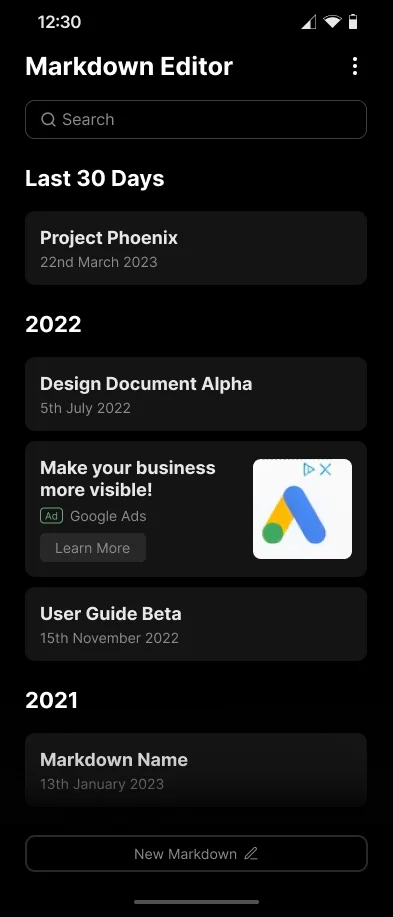 12:30
Markdown Editor
Search
Last 30 Days
Project Phoenix
22nd March 2023
2022
Design Document Alpha
5th July 2022
Make your business
more visible!
Ad Google Ads
Learn More
User Guide Beta
15th November 2022
2021
Markdown Name
13th January 2023
New Markdown